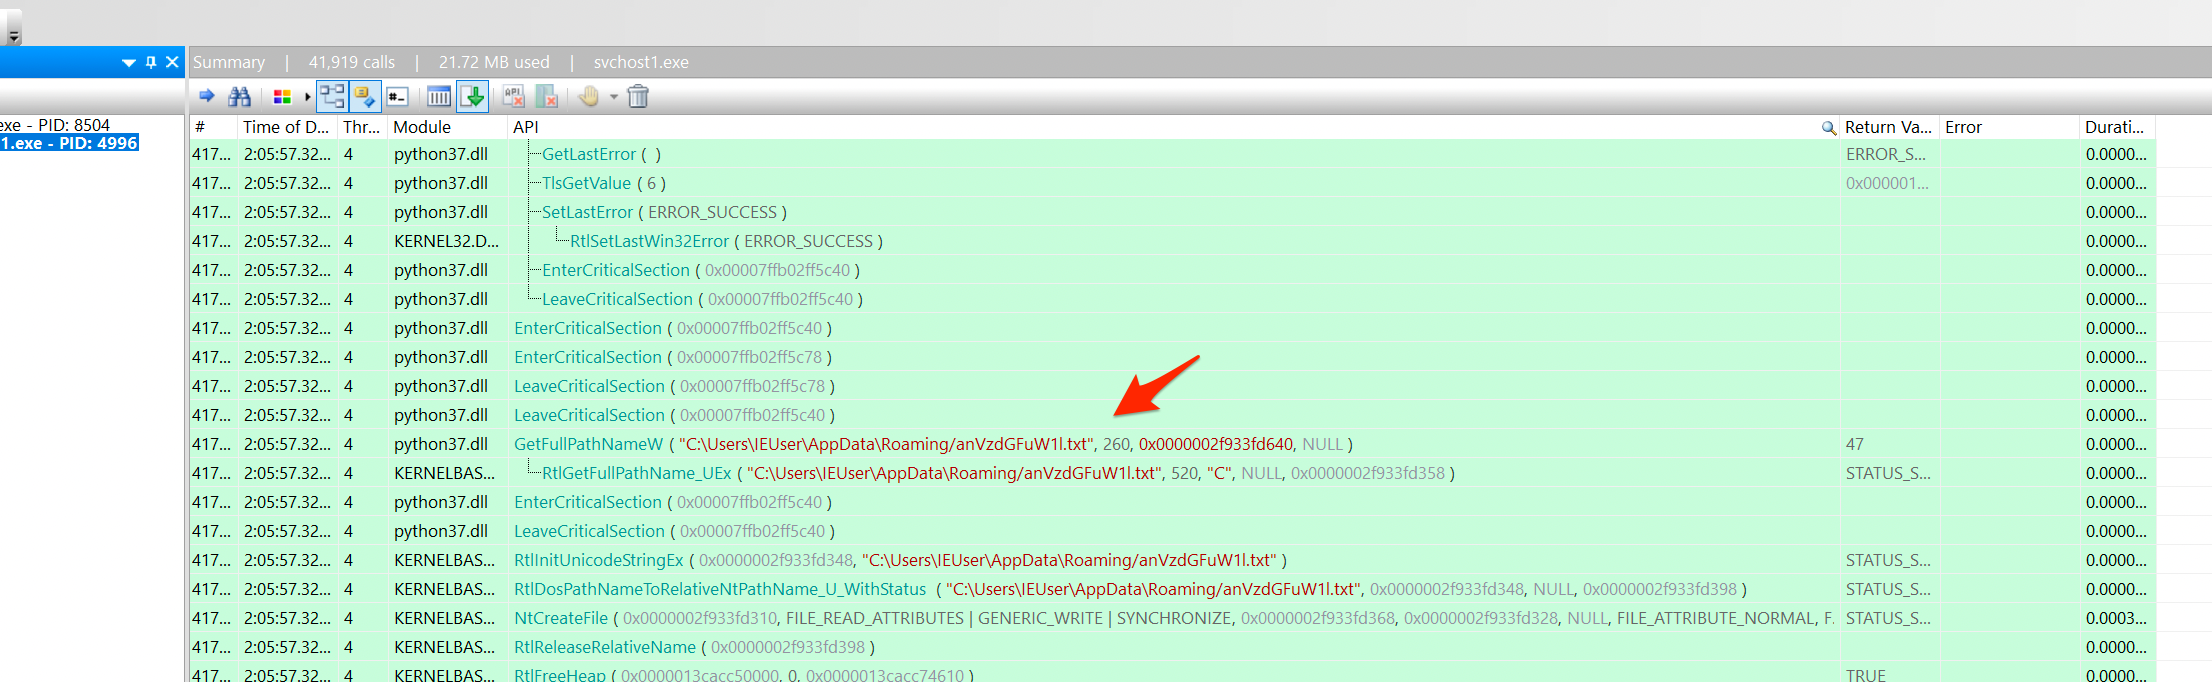 Summary | 41,919 calls | 21.72 MB used | svchost1.exe
exe - PID: 8504
1.exe - PID: 4996
# Time of D... Thr... Module API Return Va... Error Durati...
417... 2:05:57.32... 4 python37.dll GetLastError ( ) ERROR_S... 0.0000...
417... 2:05:57.32... 4 python37.dll TlsGetValue ( 6 ) 0x000001... 0.0000...
417... 2:05:57.32... 4 python37.dll SetLastError ( ERROR_SUCCESS ) 0.0000...
417... 2:05:57.32... 4 KERNEL32.D... RtlSetLastWin32Error ( ERROR_SUCCESS ) 0.0000...
417... 2:05:57.32... 4 python37.dll EnterCriticalSection ( 0x00007ffb02ff5c40 ) 0.0000...
417... 2:05:57.32... 4 python37.dll LeaveCriticalSection ( 0x00007ffb02ff5c40 ) 0.0000...
417... 2:05:57.32... 4 python37.dll EnterCriticalSection ( 0x00007ffb02ff5c40 ) 0.0000...
417... 2:05:57.32... 4 python37.dll EnterCriticalSection ( 0x00007ffb02ff5c78 ) 0.0000...
417... 2:05:57.32... 4 python37.dll LeaveCriticalSection ( 0x00007ffb02ff5c78 ) 0.0000...
417... 2:05:57.32... 4 python37.dll LeaveCriticalSection ( 0x00007ffb02ff5c40 ) 0.0000...
417... 2:05:57.32... 4 python37.dll GetFullPathNameW ( "C:\Users\IEUser\AppData\Roaming/anVzdGFuW1l.txt", 260, 0x0000002f933fd640, NULL ) 47 0.0000...
417... 2:05:57.32... 4 KERNELBAS... RtlGetFullPathName_UEx ( "C:\Users\IEUser\AppData\Roaming/anVzdGFuW1l.txt", 520, "C", NULL, 0x0000002f933fd358 ) STATUS_S... 0.0000...
417... 2:05:57.32... 4 python37.dll EnterCriticalSection ( 0x00007ffb02ff5c40 ) 0.0000...
417... 2:05:57.32... 4 python37.dll LeaveCriticalSection ( 0x00007ffb02ff5c40 ) 0.0000...
417... 2:05:57.32... 4 KERNELBAS... RtlInitUnicodeStringEx ( 0x0000002f933fd348, "C:\Users\IEUser\AppData\Roaming/anVzdGFuW1l.txt" ) STATUS_S... 0.0000...
417... 2:05:57.32... 4 KERNELBAS... RtlDosPathNameToRelativeNtPathName_U_WithStatus ( "C:\Users\IEUser\AppData\Roaming/anVzdGFuW1l.txt", 0x0000002f933fd348, NULL, 0x0000002f933fd398 ) STATUS_S... 0.0000...
417... 2:05:57.32... 4 KERNELBAS... NtCreateFile ( 0x0000002f933fd310, FILE_READ_ATTRIBUTES | GENERIC_WRITE | SYNCHRONIZE, 0x0000002f933fd368, 0x0000002f933fd328, NULL, FILE_ATTRIBUTE_NORMAL, F... STATUS_S... 0.0003...
417... 2:05:57.32... 4 KERNELBAS... RtlReleaseRelativeName ( 0x0000002f933fd398 ) 0.0000...
417... 2:05:57.32... 4 KERNELBAS... RtlFreeHeap ( 0x0000013cacc50000, 0, 0x0000013cacc74610 ) TRUE 0.0000...